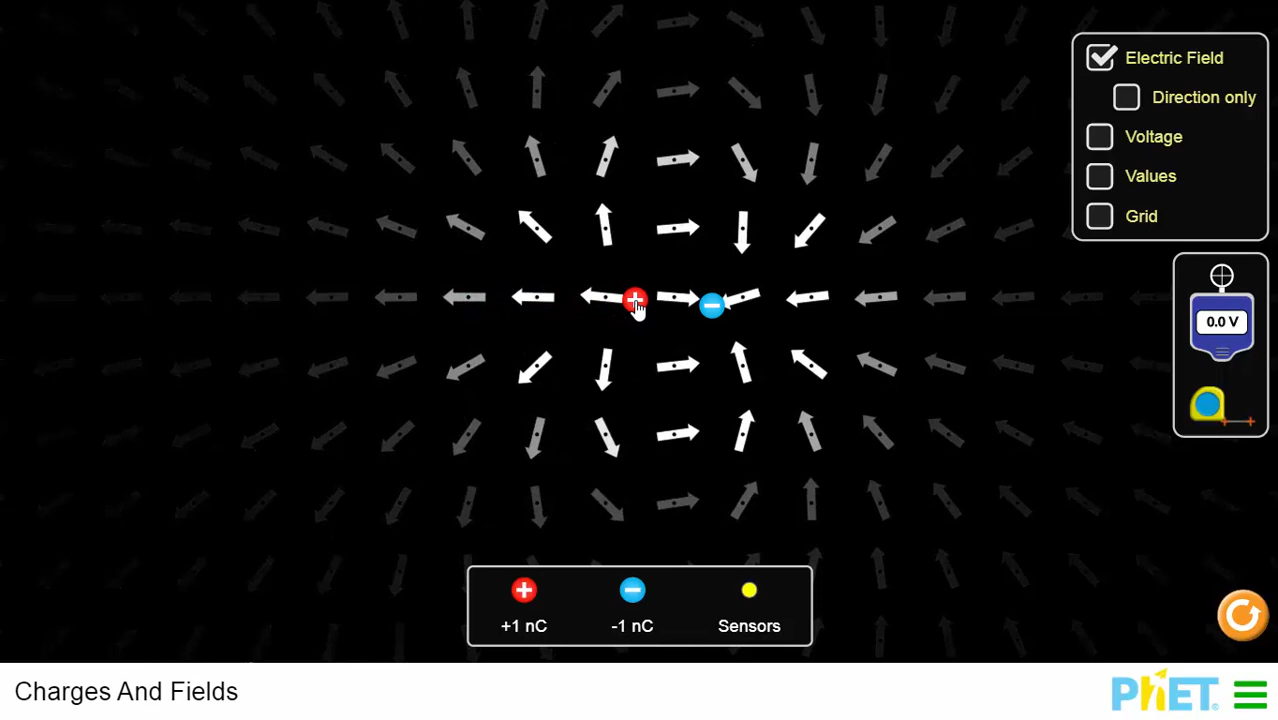 Electric Field
Direction only
Voltage
Values
Grid
0.0 V
+1 nC
-1 nC
Sensors
Charges And Fields
PhET